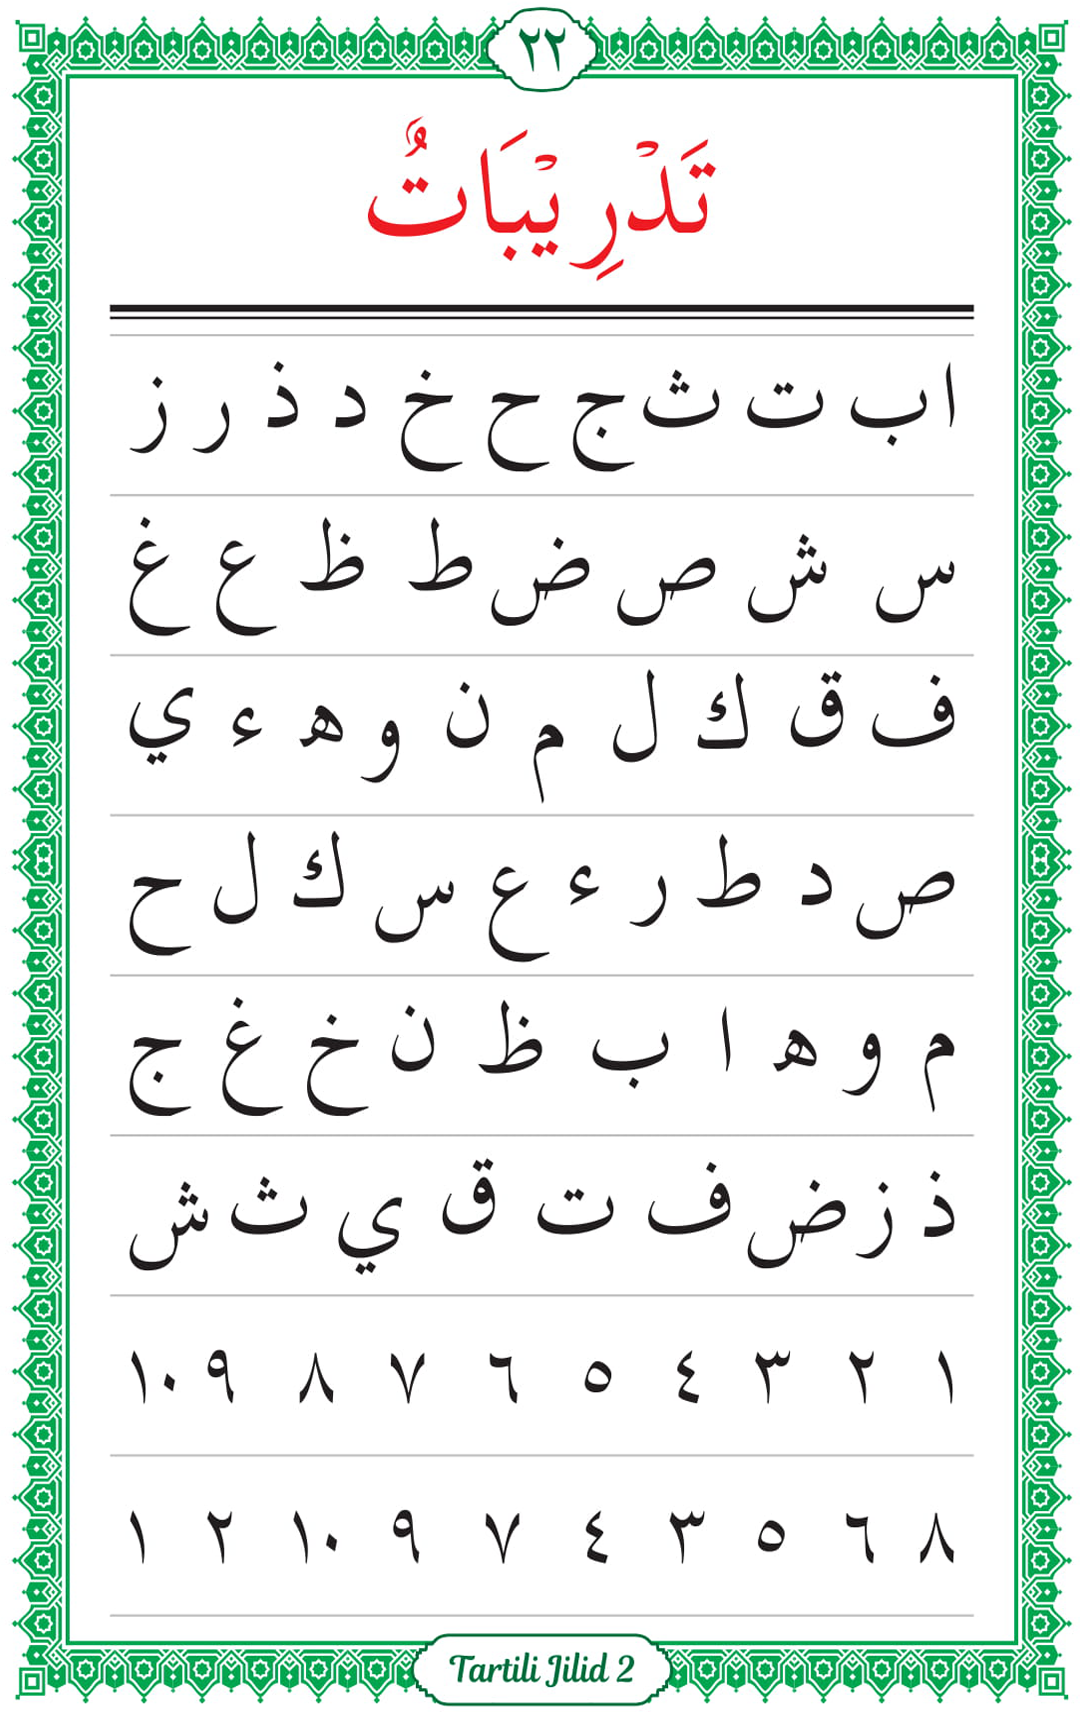 ٢٢
تَدْرِيْبَاتٌ
ا ب ت ث ج ح خ د ذ ر ز
س ش ص ض ط ظ ع غ
ف ق ك ل م ن و ه ء ي
ص د ط ر ء ع س ك ل ح
م و ه ا ب ظ ن خ غ ج
ذ ز ض ف ت ق ي ث ش
١ ٢ ٣ ٤ ٥ ٦ ٧ ٨ ٩ ١٠
٨ ٦ ٥ ٣ ٤ ٧ ٩ ١٠ ٢ ١
Tartili Jilid 2